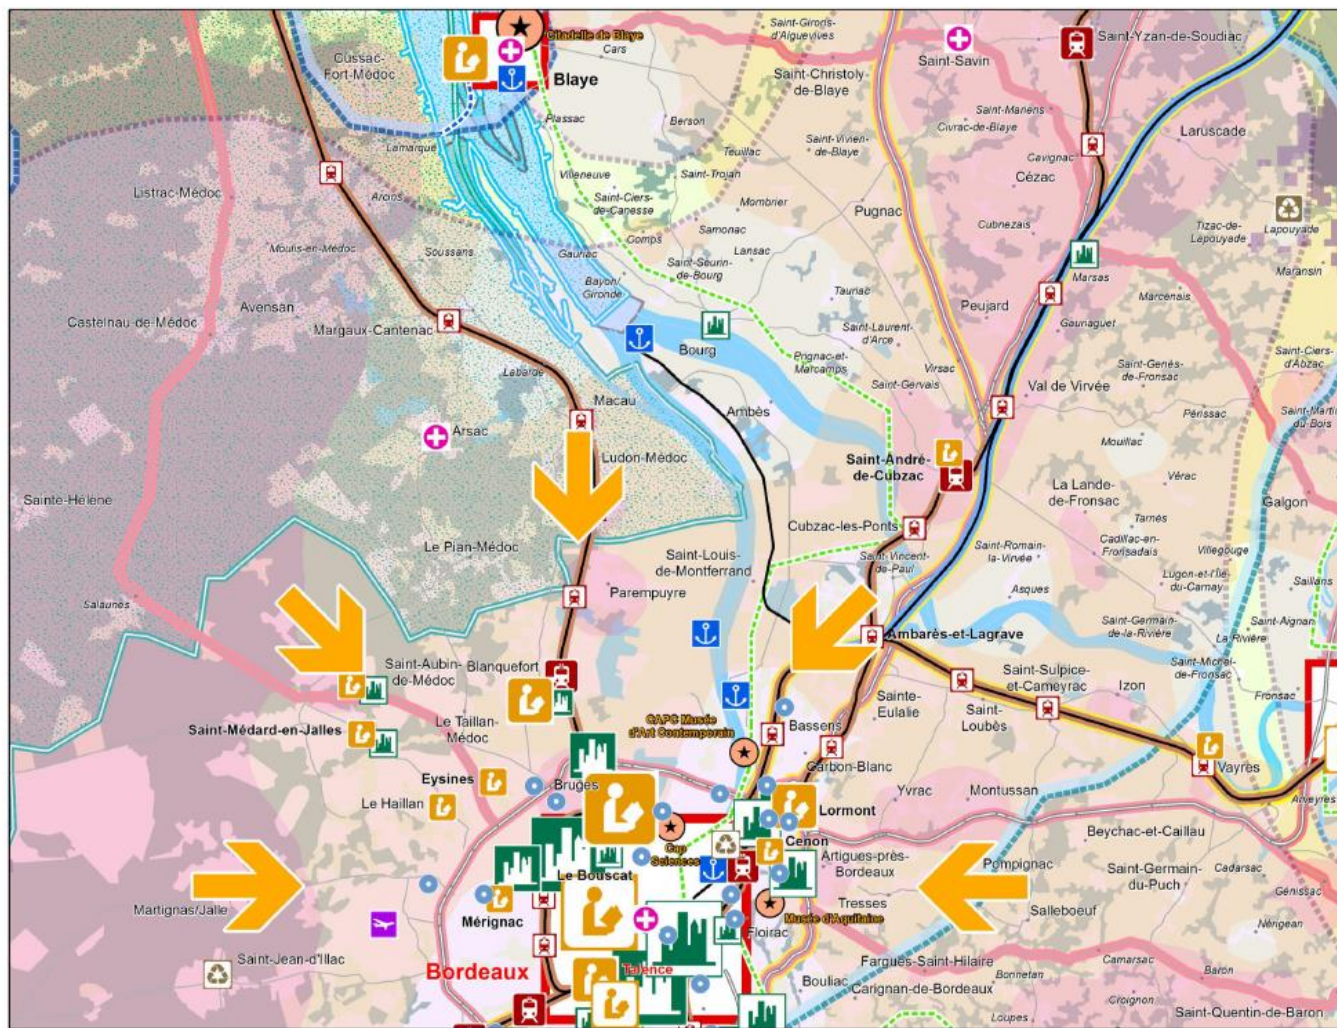 Saint-Girons-
d'Aiguevives
Saint-Yzan-de-Soudiac
Citadelle de Blaye
Cars
Saint-Savin
Cussac-
Fort-Médoc
Blaye
Saint-Christoly
de-Blaye
Saint-Mariens
Civrac-de-Blaye
Laruscade
Plassac
Berson
Saint-Vivien-
de-Blaye
Lamarque
Teuillac
Cavignac
Cézac
Listrac-Médoc
Arcins
Villeneuve
Saint-Trojan
Saint-Ciers-
de-Canesse
Mombrier
Pugnac
Cubnezais
Tizac-de-
Lapouyade
Lapouyade
Moulis-en-Médoc
Soussans
Gauriac
Comps
Samonac
Lansac
Saint-Seurin-
de-Bourg
Maransin
Bayon/
Gironde
Tauriac
Marsas
Marcenais
Avensan
Peujard
Castelnau-de-Médoc
Margaux-Cantenac
Gaunaguet
Saint-Laurent-
d'Arce
Bourg
Prignac-et-
Marcamps
Virsac
Saint-Genès-
de-Fronsac
Saint-Ciers-
d'Abzac
Labarde
Saint-Gervais
Val de Virvée
Macau
Ambès
Périssac
Saint-Martin
du-Bois
Arsac
Mouillac
Ludon-Médoc
Saint-André-
de-Cubzac
Vérac
La Lande-
de-Fronsac
Sainte-Hélène
Galgon
Cubzac-les-Ponts
Tarnès
Cadillac-en-
Fronsadais
Le Pian-Médoc
Saint-Louis-
de-Montferrand
Saint-Vincent-
de-Paul
Saint-Romain-
la-Virvée
Villegouge
Lugon-et-l'Île-
du-Carnay
Saillans
Parempuyre
Asques
Salaunes
Saint-Germain-
de-la-Rivière
Saint-Aignan
La
Rivière
Ambarès-et-Lagrave
Saint-Aubin-
de-Médoc
Blanquefort
Saint-Sulpice-
et-Cameyrac
Izon
Saint-Michel-
de-Fronsac
Fronsac
Sainte-
Eulalie
Saint-
Loubès
CAPC Musée
d'Art Contemporain
Bassens
Saint-Médard-en-Jalles
Le Taillan-
Médoc
Carbon-Blanc
Vayres
Eysines
Bruges
Yvrac
Montussan
Arveyres
Le Haillan
Lormont
Beychac-et-Caillau
Cap
Sciences
Cenon
Le Bouscat
Artigues-près-
Bordeaux
Pompignac
Saint-Germain-
du-Puch
Cadarsac
Génissac
Martignas/Jalle
Mérignac
Tresses
Musée d'Aquitaine
Salleboeuf
Nérigean
Floirac
Saint-Jean-d'Illac
Bordeaux
Talence
Fargues-Saint-Hilaire
Camarsac
Baron
Bouliac
Bonnetan
Carignan-de-Bordeaux
Croignon
Loupes
Saint-Quentin-de-Baron